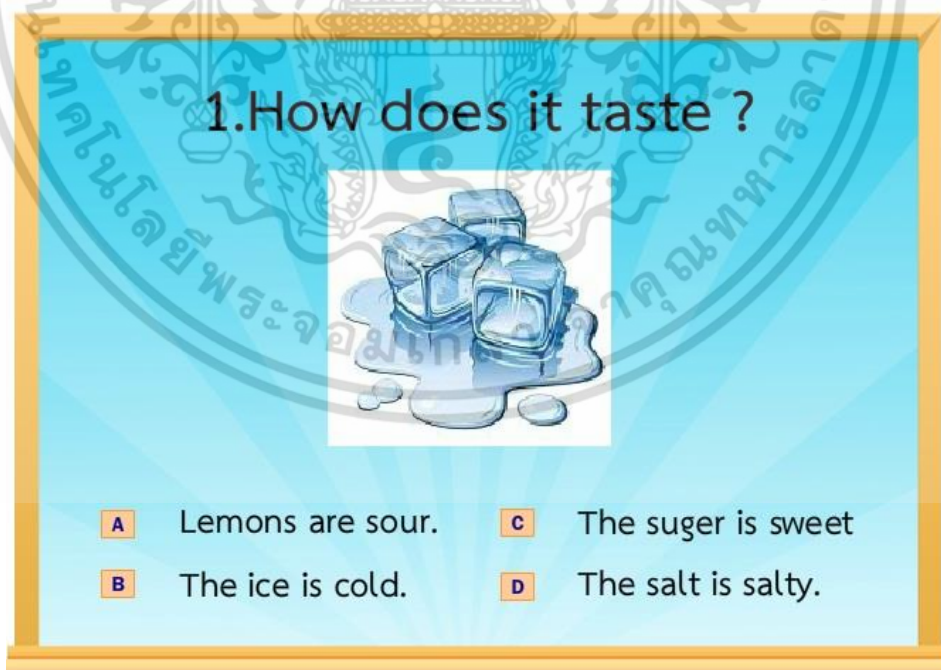 1.How does it taste ?
A Lemons are sour.
B The ice is cold.
C The suger is sweet
D The salt is salty.